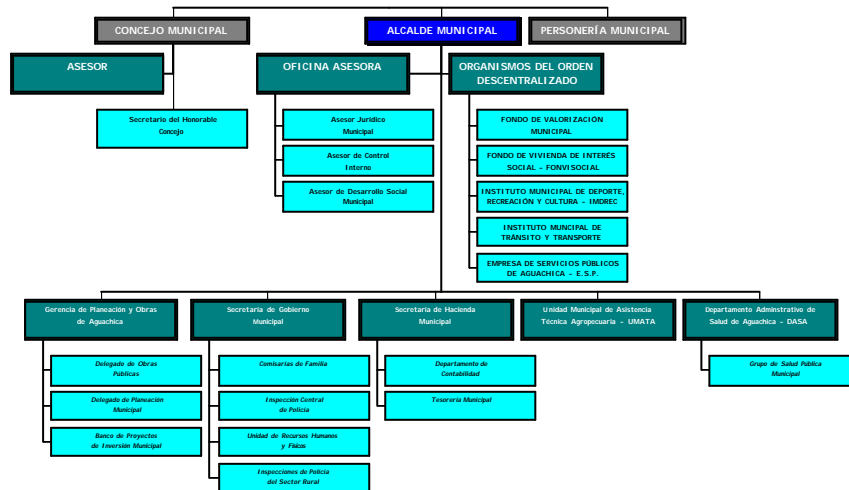 CONCEJO MUNICIPAL
ALCALDE MUNICIPAL
PERSONERÍA MUNICIPAL
ASESOR
OFICINA ASESORA
ORGANISMOS DEL ORDEN
DESCENTRALIZADO
Secretario del Honorable
Concejo
Asesor Jurídico
Municipal
Asesor de Control
Interno
Asesor de Desarrollo Social
Municipal
FONDO DE VALORIZACIÓN
MUNICIPAL
FONDO DE VIVIENDA DE INTERÉS
SOCIAL - FONVISOCIAL
INSTITUTO MUNICIPAL DE DEPORTE,
RECREACIÓN Y CULTURA - IMDREC
INSTITUTO MUNCIPAL DE
TRÁNSITO Y TRANSPORTE
EMPRESA DE SERVICIOS PÚBLICOS
DE AGUACHICA - E.S.P.
Gerencia de Planeación y Obras
de Aguachica
Secretaria de Gobierno
Municipal
Secretaria de Hacienda
Municipal
Unidad Municipal de Asistencia
Técnica Agropecuaria - UMATA
Departamento Adminstrativo de
Salud de Aguachica - DASA
Delegado de Obras
Públicas
Delegado de Planeación
Municipal
Banco de Proyectos
de Inversión Municipal
Comisarias de Familia
Inspección Central
de Policía
Unidad de Recursos Humanos
y Físicos
Inspecciones de Policía
del Sector Rural
Departamento de
Contabilidad
Tesorería Municipal
Grupo de Salud Pública
Municipal